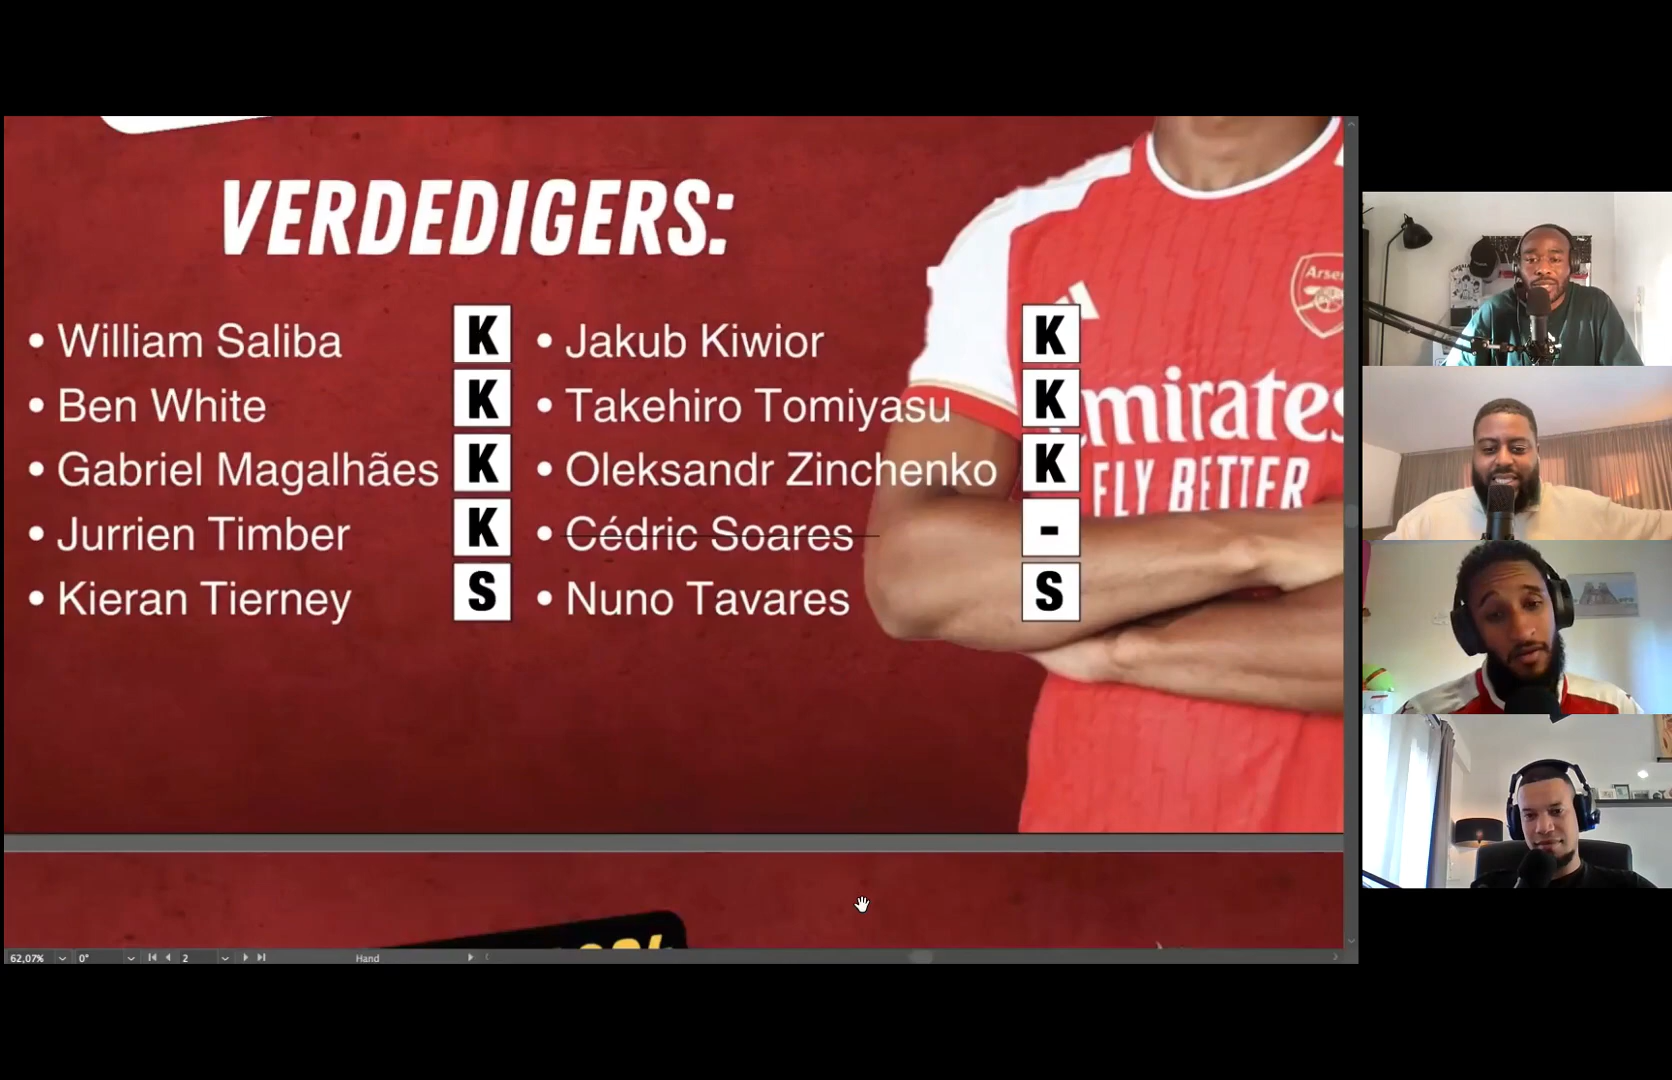 VERDEDIGERS:
• William Saliba K
• Ben White K
• Gabriel Magalhães K
• Jurrien Timber K
• Kieran Tierney S
• Jakub Kiwior K
• Takehiro Tomiyasu K
• Oleksandr Zinchenko K
• Cédric Soares -
• Nuno Tavares S
Arse
Emirates
FLY BETTER
62,07% 0° 2 Hand